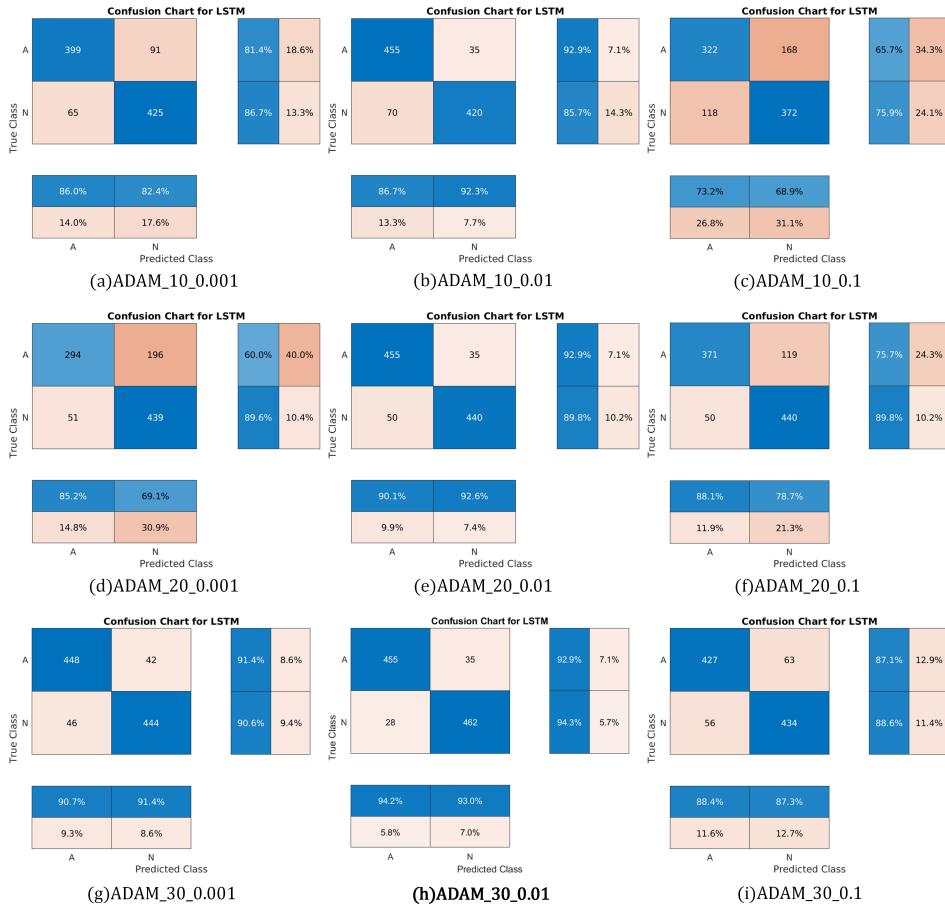 Confusion Chart for LSTM
A 399 91 81.4% 18.6%
N 65 425 86.7% 13.3%
True Class
86.0% 82.4%
14.0% 17.6%
A N
Predicted Class
(a)ADAM_10_0.001
Confusion Chart for LSTM
A 455 35 92.9% 7.1%
N 70 420 85.7% 14.3%
True Class
86.7% 92.3%
13.3% 7.7%
A N
Predicted Class
(b)ADAM_10_0.01
Confusion Chart for LSTM
A 322 168 65.7% 34.3%
N 118 372 75.9% 24.1%
True Class
73.2% 68.9%
26.8% 31.1%
A N
Predicted Class
(c)ADAM_10_0.1
Confusion Chart for LSTM
A 294 196 60.0% 40.0%
N 51 439 89.6% 10.4%
True Class
85.2% 69.1%
14.8% 30.9%
A N
Predicted Class
(d)ADAM_20_0.001
Confusion Chart for LSTM
A 455 35 92.9% 7.1%
N 50 440 89.8% 10.2%
True Class
90.1% 92.6%
9.9% 7.4%
A N
Predicted Class
(e)ADAM_20_0.01
Confusion Chart for LSTM
A 371 119 75.7% 24.3%
N 50 440 89.8% 10.2%
True Class
88.1% 78.7%
11.9% 21.3%
A N
Predicted Class
(f)ADAM_20_0.1
Confusion Chart for LSTM
A 448 42 91.4% 8.6%
N 46 444 90.6% 9.4%
True Class
90.7% 91.4%
9.3% 8.6%
A N
Predicted Class
(g)ADAM_30_0.001
Confusion Chart for LSTM
A 455 35 92.9% 7.1%
N 28 462 94.3% 5.7%
True Class
94.2% 93.0%
5.8% 7.0%
A N
Predicted Class
(h)ADAM_30_0.01
Confusion Chart for LSTM
A 427 63 87.1% 12.9%
N 56 434 88.6% 11.4%
True Class
88.4% 87.3%
11.6% 12.7%
A N
Predicted Class
(i)ADAM_30_0.1